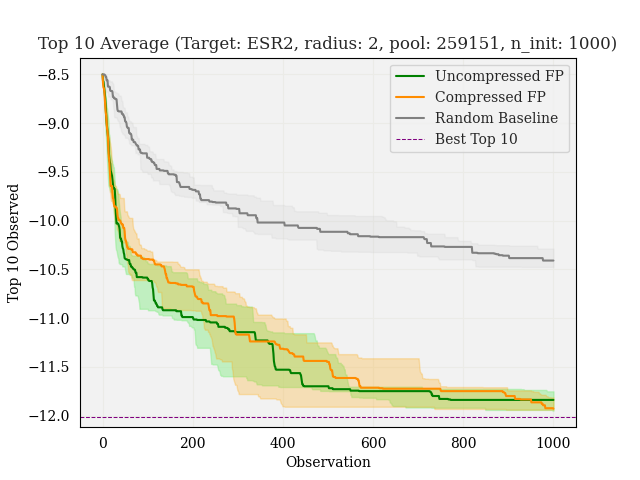 Top 10 Average (Target: ESR2, radius: 2, pool: 259151, n_init: 1000)
Uncompressed FP
Compressed FP
Random Baseline
Best Top 10
Top 10 Observed
−8.5
−9.0
−9.5
−10.0
−10.5
−11.0
−11.5
−12.0
0 200 400 600 800 1000
Observation